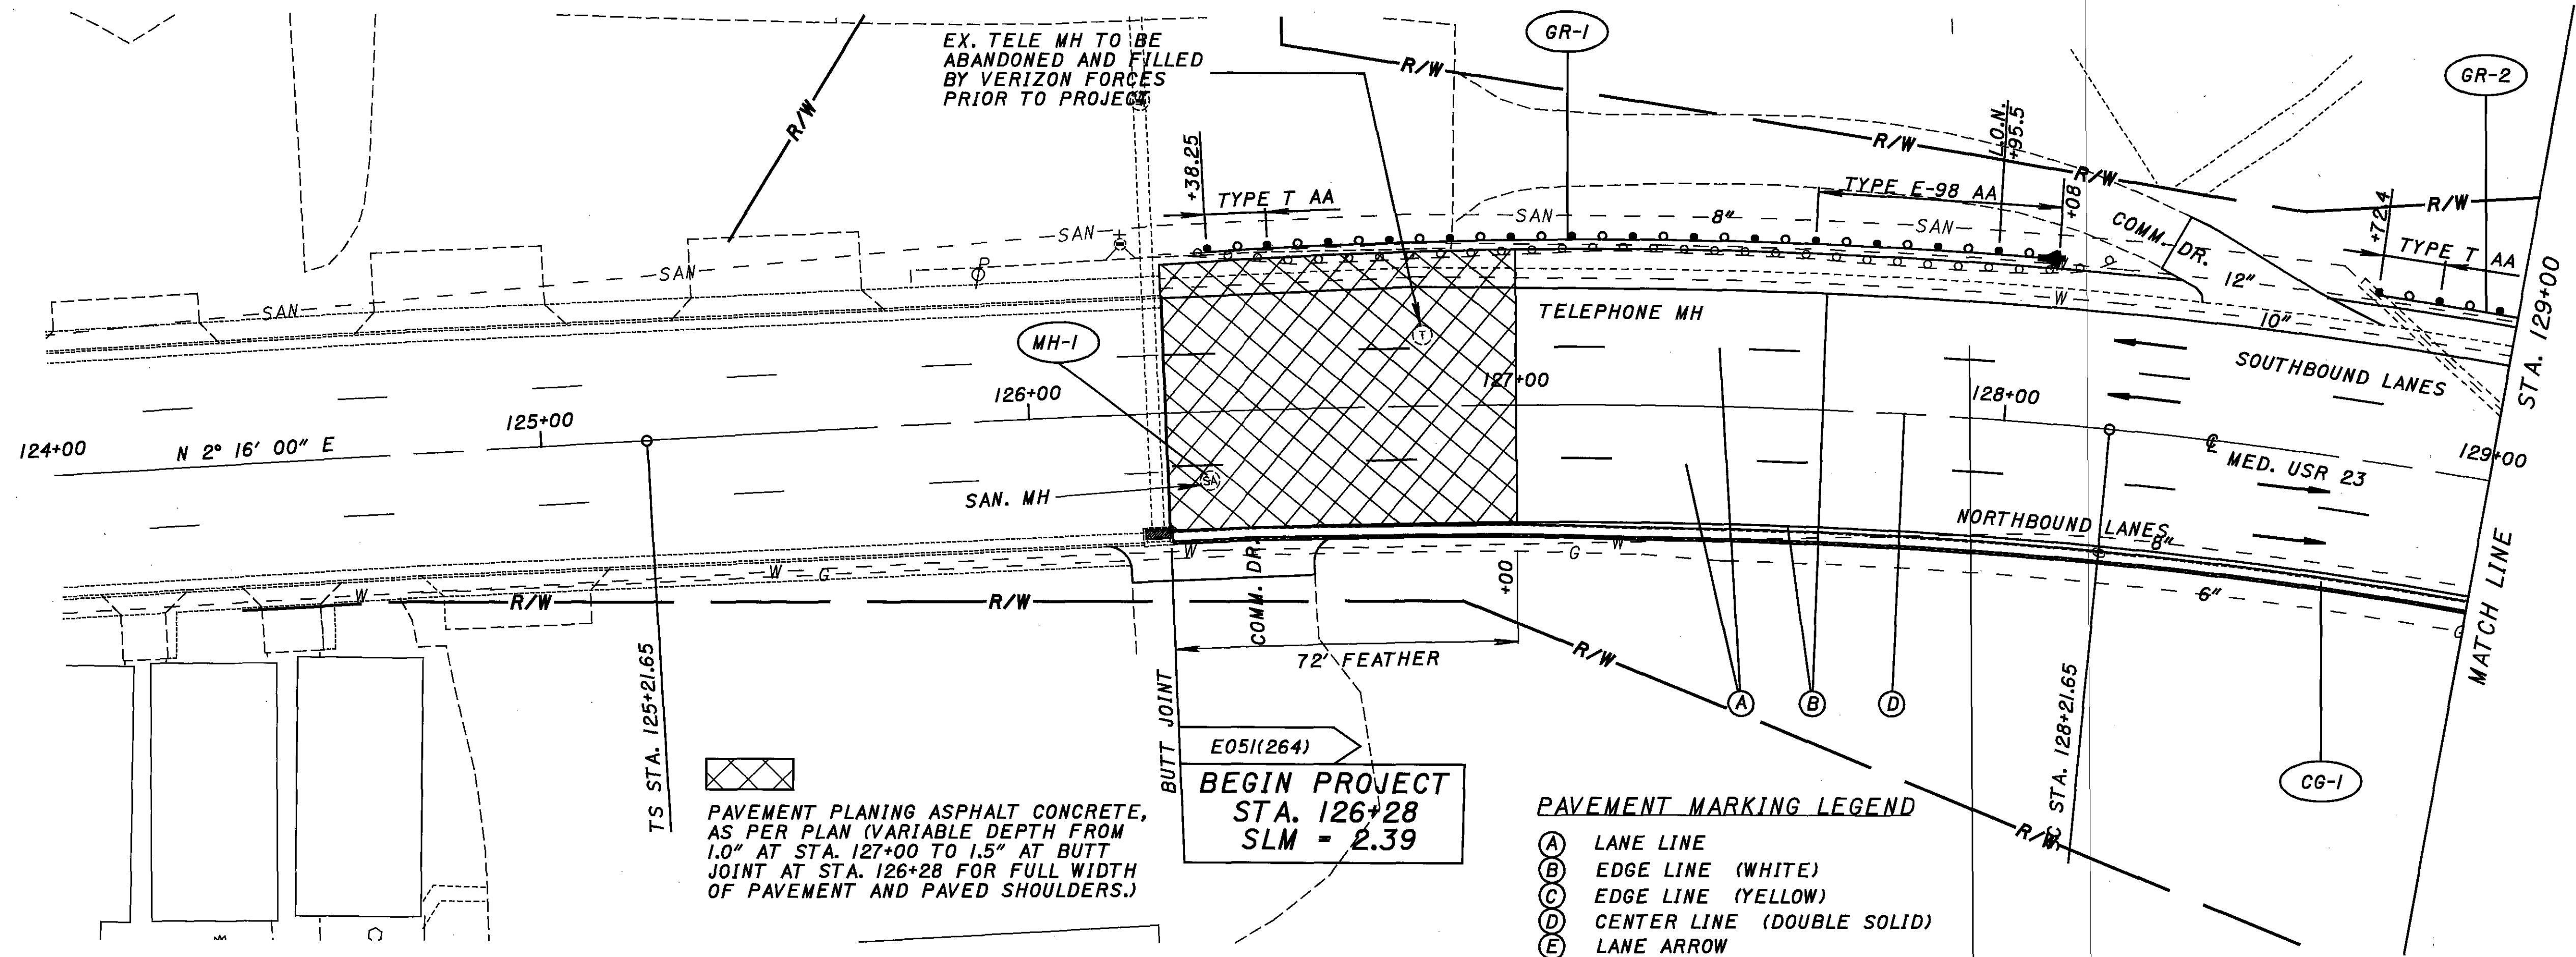 EX. TELE MH TO BE
ABANDONED AND FILLED
BY VERIZON FORCES
PRIOR TO PROJECT
GR-1
GR-2
R/W
R/W
R/W
R/W
R/W
L.O.N.
+95.5
+38.25
TYPE T AA
TYPE E-98 AA
+08
COMM. DR.
+72.4
TYPE T AA
SAN
SAN
SAN
SAN
SAN
8"
P
W
W
12"
10"
MH-1
TELEPHONE MH
T
SOUTHBOUND LANES
STA. 129+00
124+00
N 2° 16' 00" E
125+00
126+00
127+00
128+00
129+00
MED. USR 23
SAN. MH
SA
NORTHBOUND LANES
8"
6"
W
G
W
W
G
W
G
G
R/W
R/W
R/W
R/W
COMM. DR.
+00
72' FEATHER
MATCH LINE
TS STA. 125+21.65
BUTT JOINT
STA. 128+21.65
A
B
D
CG-1
E051(264)
BEGIN PROJECT
STA. 126+28
SLM = 2.39
PAVEMENT PLANING ASPHALT CONCRETE,
AS PER PLAN (VARIABLE DEPTH FROM
1.0" AT STA. 127+00 TO 1.5" AT BUTT
JOINT AT STA. 126+28 FOR FULL WIDTH
OF PAVEMENT AND PAVED SHOULDERS.)
PAVEMENT MARKING LEGEND
A LANE LINE
B EDGE LINE (WHITE)
C EDGE LINE (YELLOW)
D CENTER LINE (DOUBLE SOLID)
E LANE ARROW